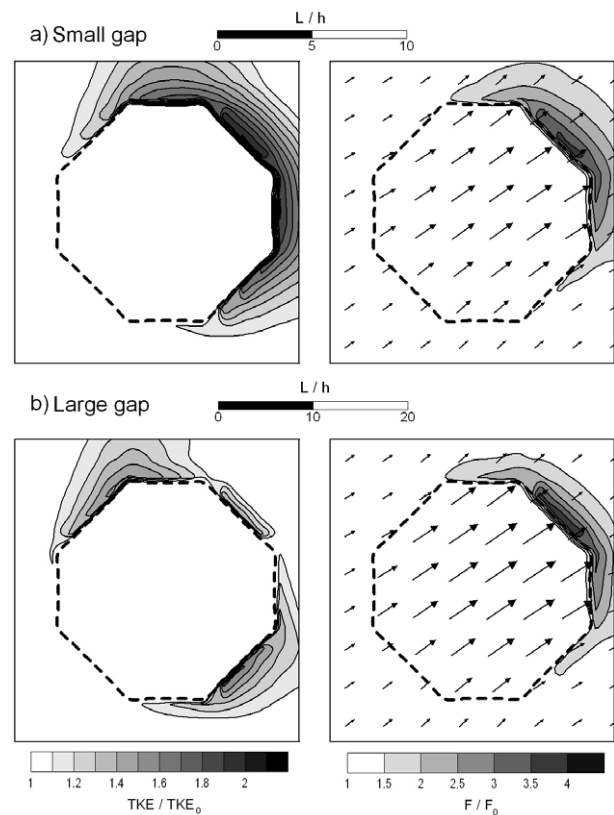 L / h
a) Small gap
0 5 10
L / h
b) Large gap
0 10 20
1 1.2 1.4 1.6 1.8 2
TKE / TKE₀
1 1.5 2 2.5 3 3.5 4
F / F₀